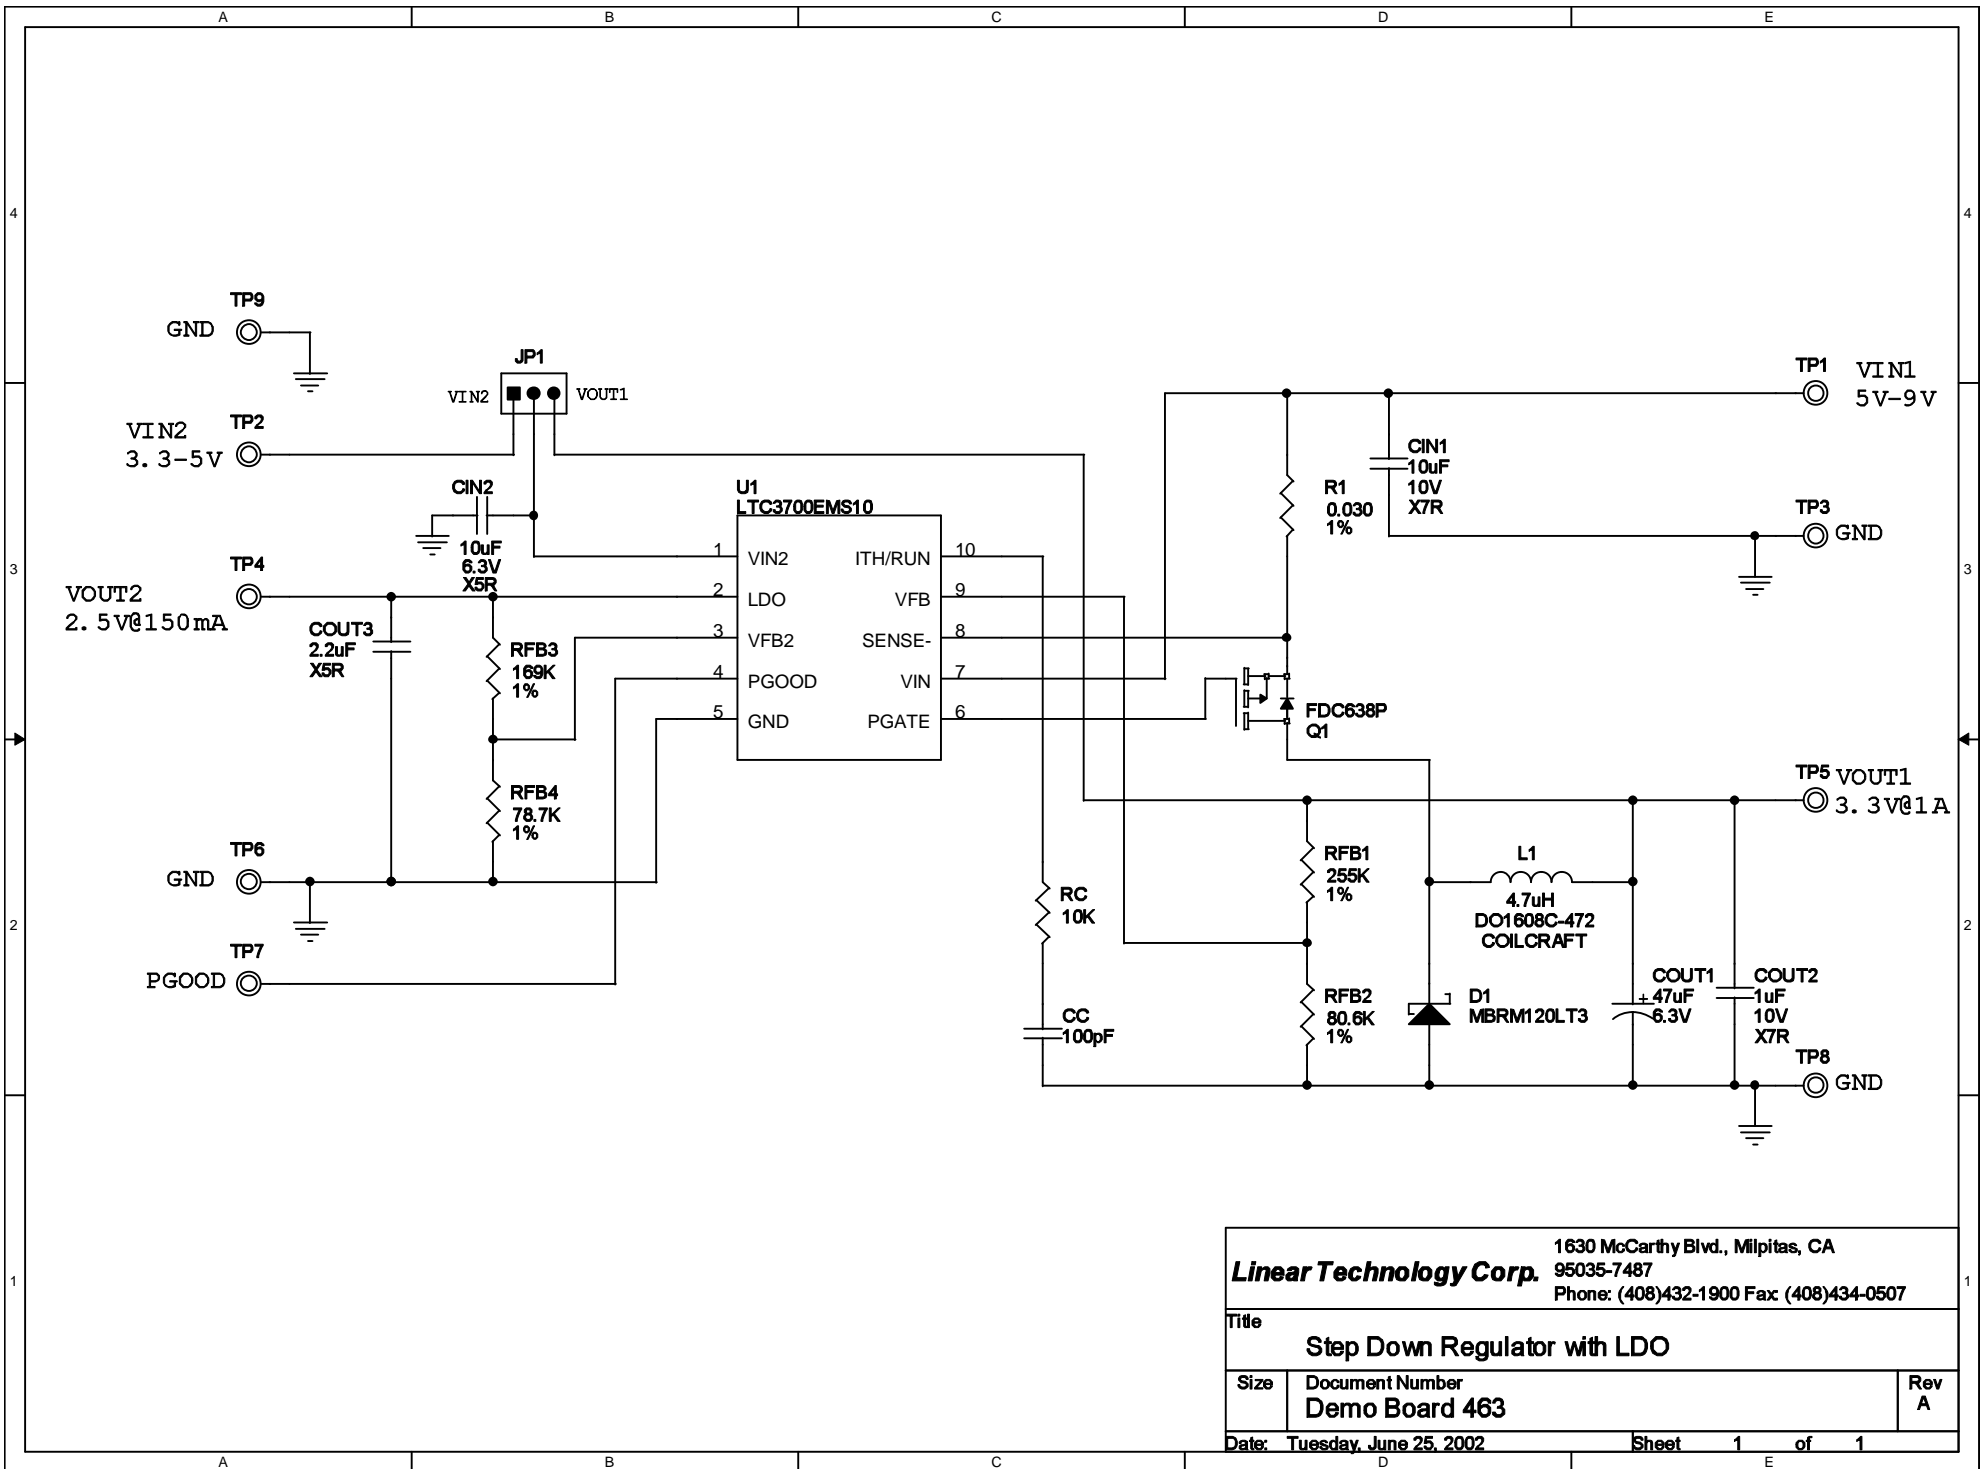 A B C D E
4 4
TP9
GND
JP1
VIN2 VOUT1
TP1 VIN1
5V-9V
TP2
VIN2
3.3-5V
CIN1
10uF
10V
X7R
CIN2
10uF
6.3V
X5R
U1
LTC3700EMS10
R1
0.030
1%
TP3
GND
3 3
TP4
VOUT2
2.5V@150mA
1 VIN2 ITH/RUN 10
2 LDO VFB 9
3 VFB2 SENSE- 8
4 PGOOD VIN 7
5 GND PGATE 6
COUT3
2.2uF
X5R
RFB3
169K
1%
FDC638P
Q1
RFB4
78.7K
1%
TP5 VOUT1
3.3V@1A
TP6
GND
RFB1
255K
1%
L1
4.7uH
DO1608C-472
COILCRAFT
RC
10K
2 2
TP7
PGOOD
RFB2
80.6K
1%
D1
MBRM120LT3
COUT1
+ 47uF
6.3V
COUT2
1uF
10V
X7R
CC
100pF
TP8
GND
1 1
Linear Technology Corp.
1630 McCarthy Blvd., Milpitas, CA
95035-7487
Phone: (408)432-1900 Fax: (408)434-0507
Title
Step Down Regulator with LDO
Size Document Number Rev
Demo Board 463 A
Date: Tuesday, June 25, 2002 Sheet 1 of 1
A B C D E